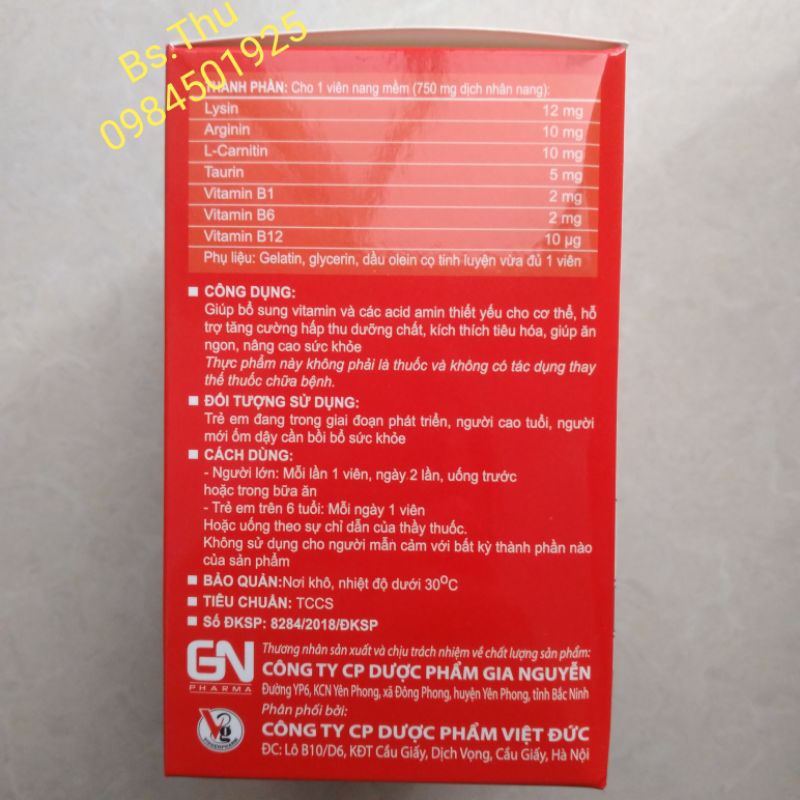 Bs.Thu
0984501925
THÀNH PHẦN: Cho 1 viên nang mềm (750 mg dịch nhân nang):
Lysin 12 mg
Arginin 10 mg
L-Carnitin 10 mg
Taurin 5 mg
Vitamin B1 2 mg
Vitamin B6 2 mg
Vitamin B12 10 µg
Phụ liệu: Gelatin, glycerin, dầu olein cọ tinh luyện vừa đủ 1 viên
CÔNG DỤNG:
Giúp bổ sung vitamin và các acid amin thiết yếu cho cơ thể, hỗ
trợ tăng cường hấp thu dưỡng chất, kích thích tiêu hóa, giúp ăn
ngon, nâng cao sức khỏe
Thực phẩm này không phải là thuốc và không có tác dụng thay
thế thuốc chữa bệnh.
ĐỐI TƯỢNG SỬ DỤNG:
Trẻ em đang trong giai đoạn phát triển, người cao tuổi, người
mới ốm dậy cần bồi bổ sức khỏe
CÁCH DÙNG:
- Người lớn: Mỗi lần 1 viên, ngày 2 lần, uống trước
hoặc trong bữa ăn
- Trẻ em trên 6 tuổi: Mỗi ngày 1 viên
Hoặc uống theo sự chỉ dẫn của thầy thuốc.
Không sử dụng cho người mẫn cảm với bất kỳ thành phần nào
của sản phẩm
BẢO QUẢN:Nơi khô, nhiệt độ dưới 30⁰C
TIÊU CHUẨN: TCCS
Số ĐKSP: 8284/2018/ĐKSP
GN
PHARMA
Thương nhân sản xuất và chịu trách nhiệm về chất lượng sản phẩm:
CÔNG TY CP DƯỢC PHẨM GIA NGUYỄN
Đường YP6, KCN Yên Phong, xã Đông Phong, huyện Yên Phong, tỉnh Bắc Ninh
Phân phối bởi:
CÔNG TY CP DƯỢC PHẨM VIỆT ĐỨC
ĐC: Lô B10/D6, KĐT Cầu Giấy, Dịch Vọng, Cầu Giấy, Hà Nội